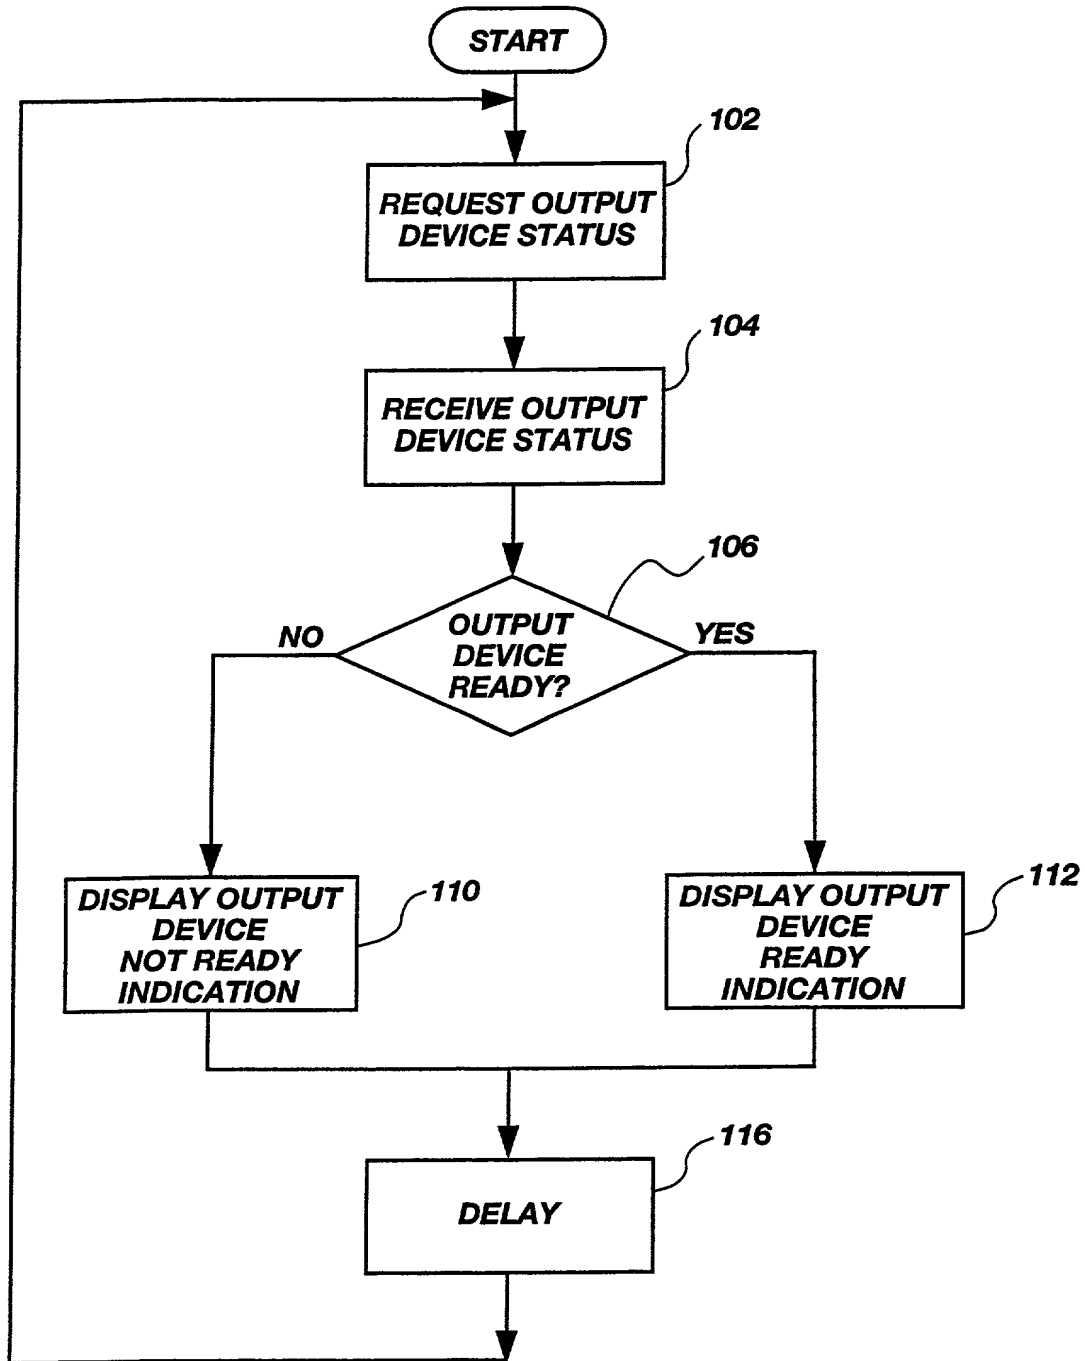 START
102
REQUEST OUTPUT
DEVICE STATUS
104
RECEIVE OUTPUT
DEVICE STATUS
106
NO
OUTPUT
DEVICE
READY?
YES
DISPLAY OUTPUT
DEVICE
NOT READY
INDICATION
110
DISPLAY OUTPUT
DEVICE
READY
INDICATION
112
116
DELAY